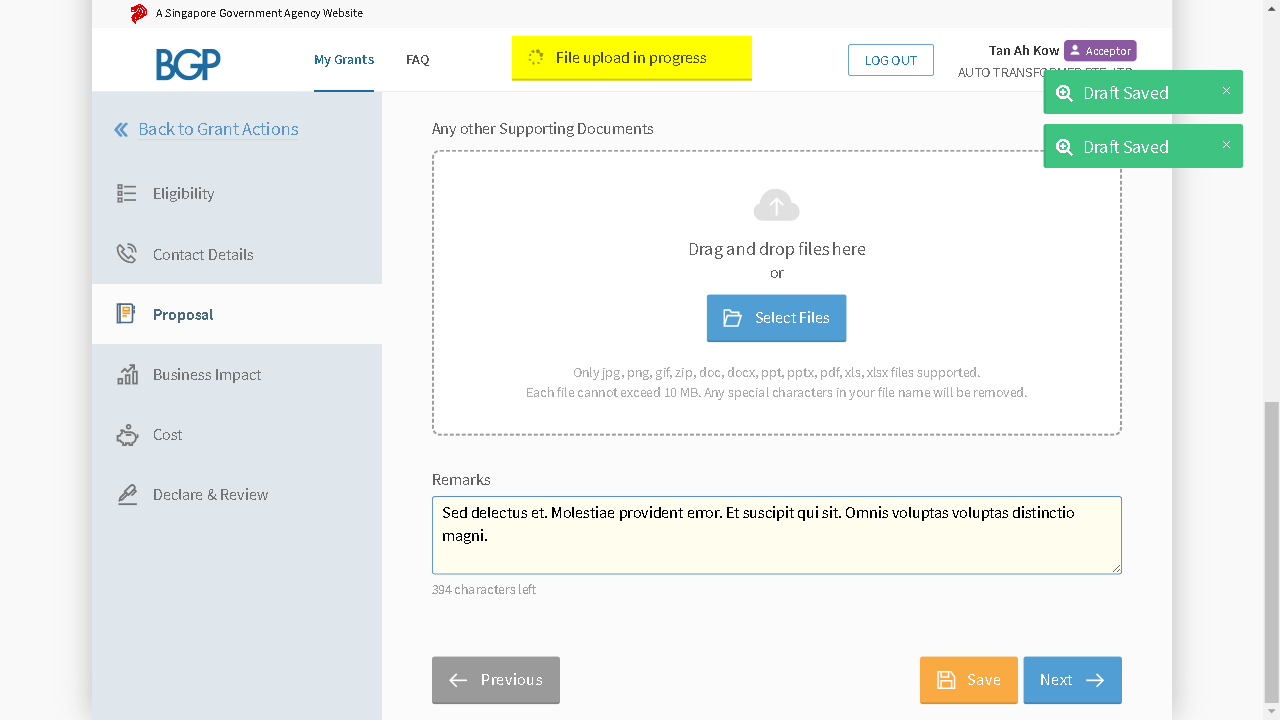 A Singapore Government Agency Website
BGP
My Grants
FAQ
File upload in progress
LOG OUT
Tan Ah Kow
Acceptor
AUTO TRANSFORMER PTE LTD
Draft Saved
Draft Saved
Back to Grant Actions
Eligibility
Contact Details
Proposal
Business Impact
Cost
Declare & Review
Any other Supporting Documents
Drag and drop files here
or
Select Files
Only jpg, png, gif, zip, doc, docx, ppt, pptx, pdf, xls, xlsx files supported.
Each file cannot exceed 10 MB. Any special characters in your file name will be removed.
Remarks
Sed delectus et. Molestiae provident error. Et suscipit qui sit. Omnis voluptas voluptas distinctio
magni.
394 characters left
Previous
Save
Next